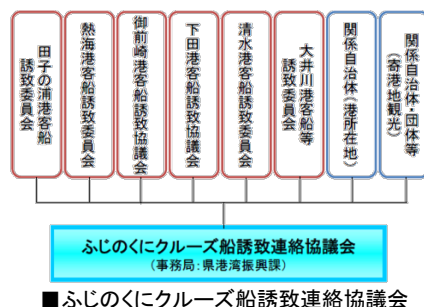 田子の浦港客船
誘致委員会
熱海港客船誘致委員会
御前崎港客船誘致協議会
下田港客船誘致協議会
清水港客船誘致委員会
大井川港客船等
誘致委員会
関係自治体(港所在地)
関係自治体・団体等
(寄港地観光)
ふじのくにクルーズ船誘致連絡協議会
(事務局:県港湾振興課)
■ふじのくにクルーズ船誘致連絡協議会